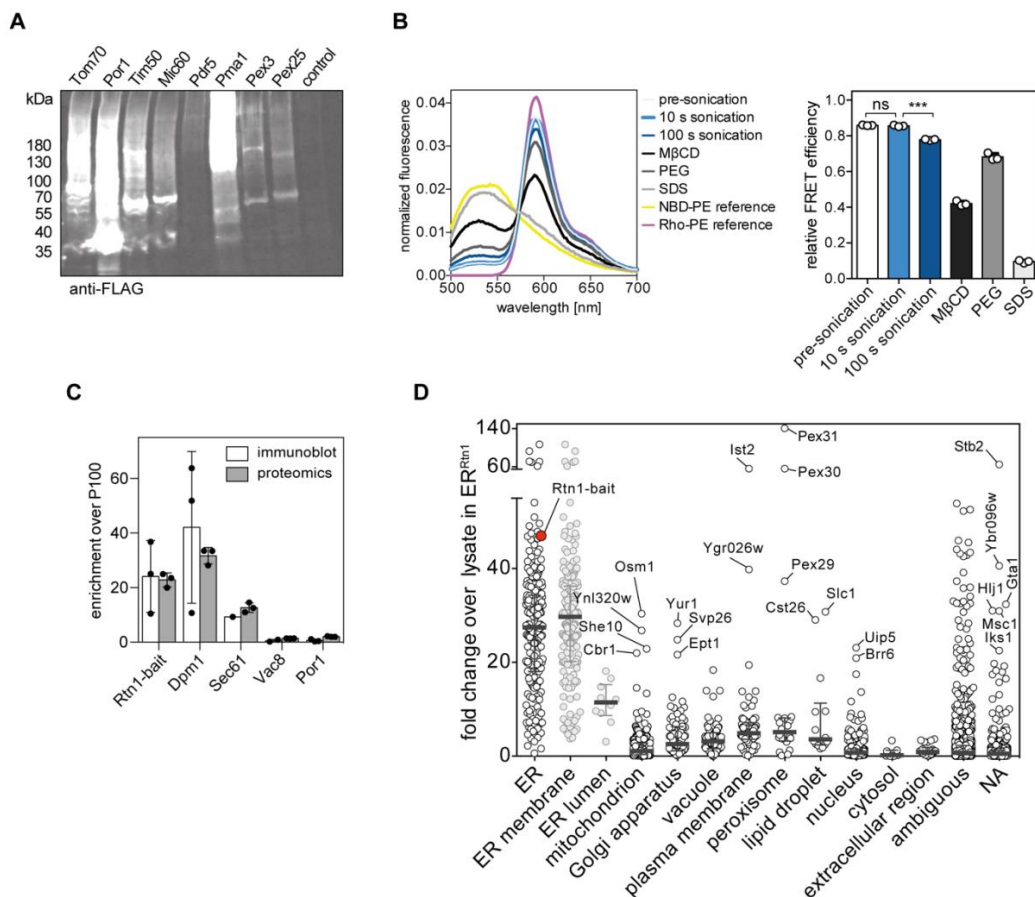 A
Tom70
Por1
Tim50
Mic60
Pdr5
Pma1
Pex3
Pex25
control
kDa
180
130
100
70
55
40
35
anti-FLAG
B
normalized fluorescence
0.04
0.03
0.02
0.01
0.00
500
550
600
650
700
wavelength [nm]
pre-sonication
10 s sonication
100 s sonication
MβCD
PEG
SDS
NBD-PE reference
Rho-PE reference
relative FRET efficiency
1.0
0.8
0.6
0.4
0.2
0.0
ns
***
pre-sonication
10 s sonication
100 s sonication
MβCD
PEG
SDS
C
enrichment over P100
60
40
20
0
immunoblot
proteomics
Rtn1-bait
Dpm1
Sec61
Vac8
Por1
D
fold change over lysate in ER^Rtn1
140
60
40
20
0
Rtn1-bait
Osm1
Ynl320w
She10
Cbr1
Yur1
Svp26
Ept1
Ist2
Ygr026w
Pex31
Pex30
Pex29
Cst26
Slc1
Uip5
Brr6
Stb2
Ybr096w
Gta1
Hlj1
Msc1
Iks1
ER
ER membrane
ER lumen
mitochondrion
Golgi apparatus
vacuole
plasma membrane
peroxisome
lipid droplet
nucleus
cytosol
extracellular region
ambiguous
NA